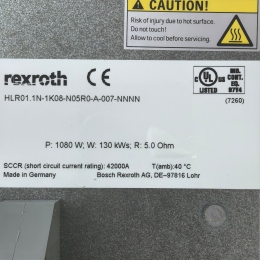 CAUTION!
Risk of injury due to hot surface.
Do not touch!
Allow to cool before servicing.
rexroth CE
HLR01.1N-1K08-N05R0-A-007-NNNN
C UL US
LISTED
IND.
CONT.
EQ.
87Y4
(7260)
P: 1080 W; W: 130 kWs; R: 5.0 Ohm
SCCR (short circuit current rating): 42000A T(amb):40 °C
Made in Germany Bosch Rexroth AG, DE-97816 Lohr